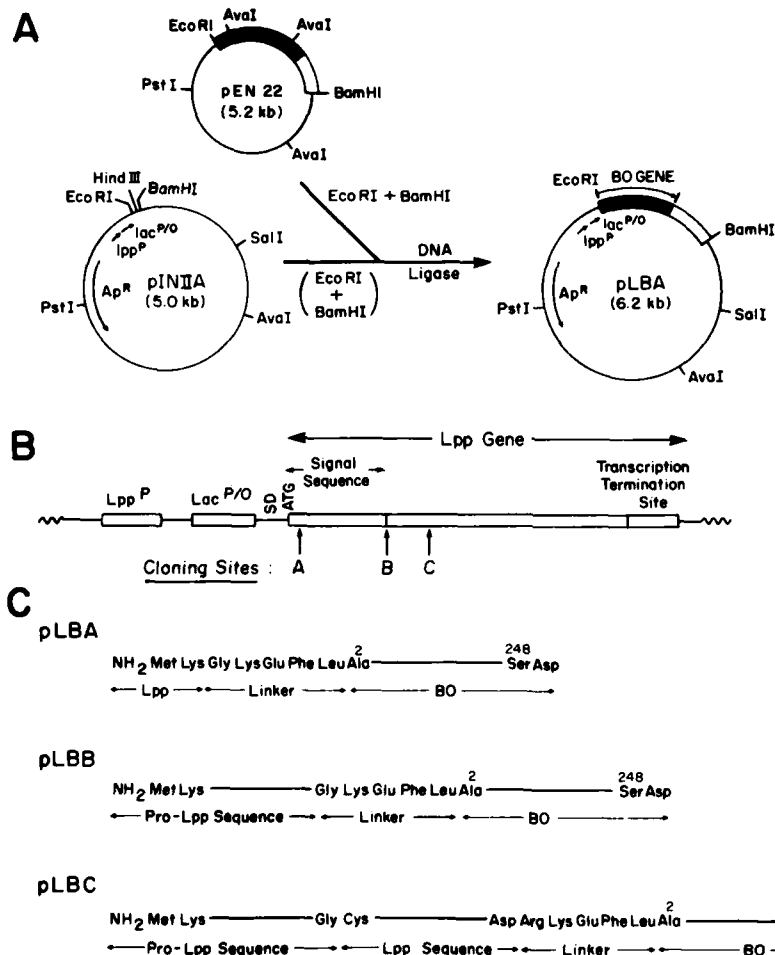 A
EcoRI AvaI AvaI
PstI
pEN 22
(5.2 kb)
BamHI
AvaI
Hind III
EcoRI BamHI
lac P/O
lpp P
SalI
Ap R
pINIIA
(5.0 kb)
PstI
AvaI
EcoRI + BamHI
(EcoRI
+
BamHI)
DNA
Ligase
EcoRI BO GENE
lac P/O
lpp P
BamHI
Ap R
pLBA
(6.2 kb)
PstI
SalI
AvaI
B
Lpp Gene
Signal
Sequence
Transcription
Termination
Site
Lpp P Lac P/O SD ATG
Cloning Sites : A B C
C
pLBA
2 248
NH2 Met Lys Gly Lys Glu Phe Leu Ala Ser Asp
Lpp Linker BO
pLBB
2 248
NH2 Met Lys Gly Lys Glu Phe Leu Ala Ser Asp
Pro-Lpp Sequence Linker BO
pLBC
2
NH2 Met Lys Gly Cys Asp Arg Lys Glu Phe Leu Ala
Pro-Lpp Sequence Lpp Sequence Linker BO